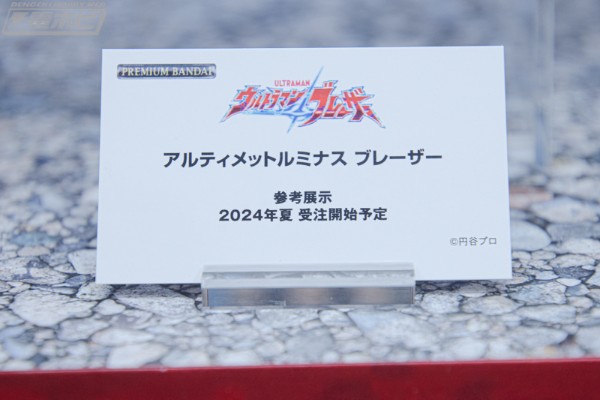 PREMIUM BANDAI
ULTRAMAN
ウルトラマンブレーザー
アルティメットルミナス ブレーザー
参考展示
2024年夏 受注開始予定
©円谷プロ